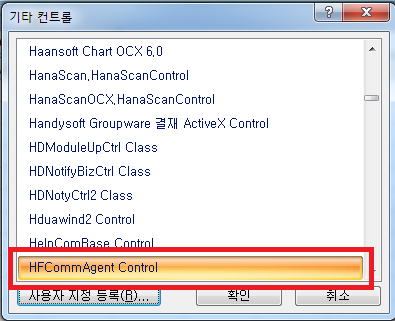 기타 컨트롤
Haansoft Chart OCX 6.0
HanaScan.HanaScanControl
HanaScanOCX.HanaScanControl
Handysoft Groupware 결재 ActiveX Control
HDModuleUpCtrl Class
HDNotifyBizCtrl Class
HDNotyCtrl2 Class
Hduawind2 Control
HelpComBase Control
HFCommAgent Control
사용자 지정 등록(R)...
확인
취소